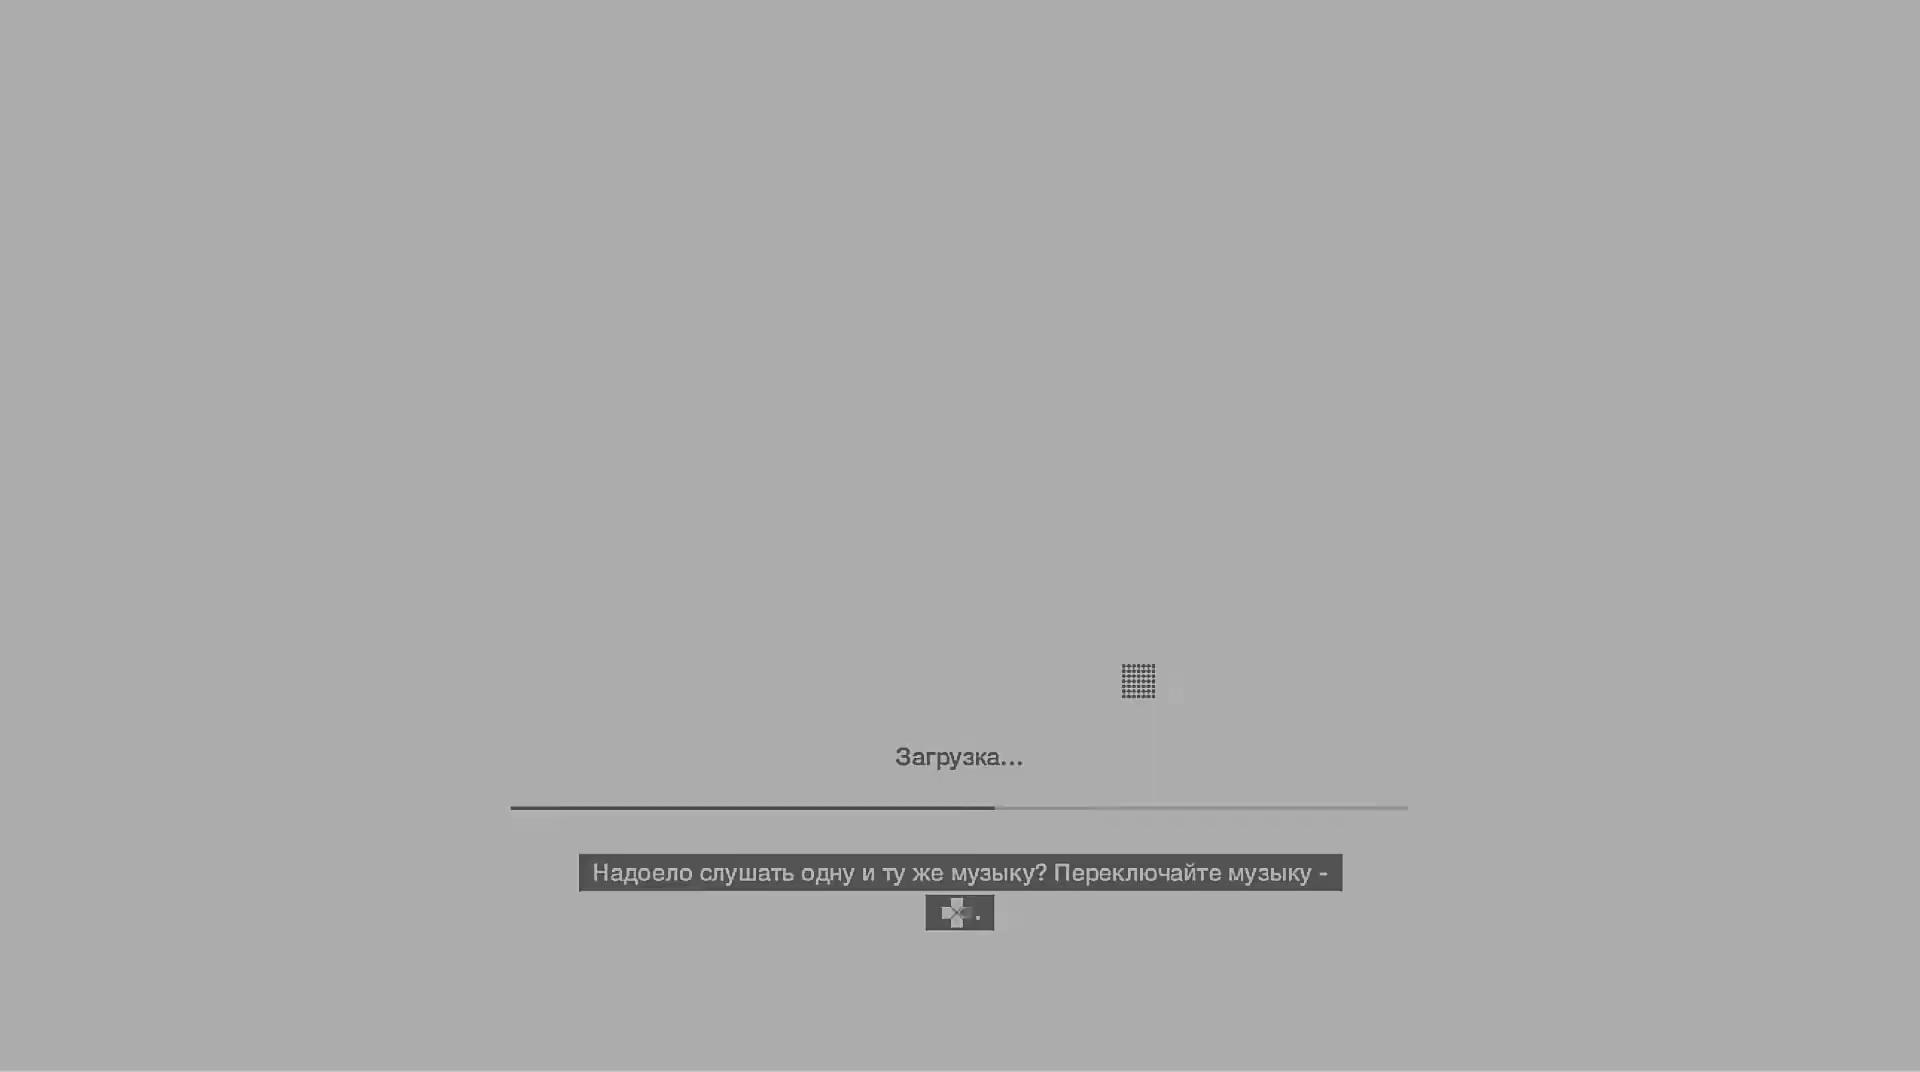 Загрузка...
Надоело слушать одну и ту же музыку? Переключайте музыку -
.